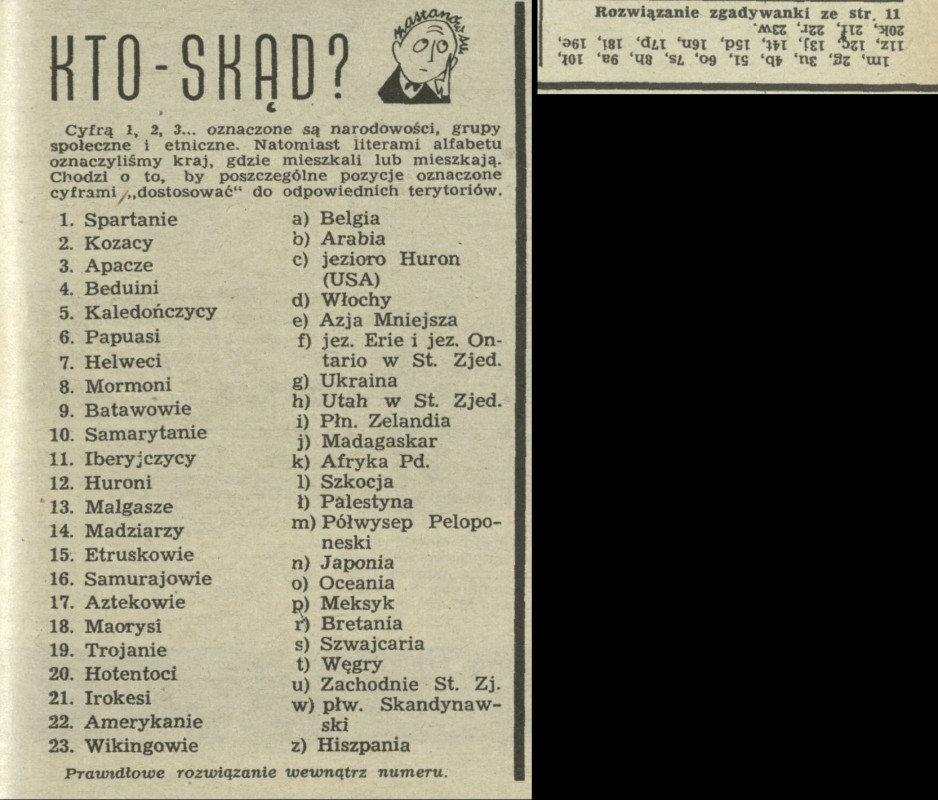 KTO-SKĄD?
zastanów się
Cyfrą 1, 2, 3... oznaczone są narodowości, grupy
społeczne i etniczne. Natomiast literami alfabetu
oznaczyliśmy kraj, gdzie mieszkali lub mieszkają.
Chodzi o to, by poszczególne pozycje oznaczone
cyframi „dostosować“ do odpowiednich terytoriów.
1. Spartanie
2. Kozacy
3. Apacze
4. Beduini
5. Kaledończycy
6. Papuasi
7. Helweci
8. Mormoni
9. Batawowie
10. Samarytanie
11. Iberyjczycy
12. Huroni
13. Malgasze
14. Madziarzy
15. Etruskowie
16. Samurajowie
17. Aztekowie
18. Maorysi
19. Trojanie
20. Hotentoci
21. Irokesi
22. Amerykanie
23. Wikingowie
a) Belgia
b) Arabia
c) jezioro Huron
(USA)
d) Włochy
e) Azja Mniejsza
f) jez. Erie i jez. On-
tario w St. Zjed.
g) Ukraina
h) Utah w St. Zjed.
i) Płn. Zelandia
j) Madagaskar
k) Afryka Pd.
l) Szkocja
ł) Palestyna
m) Półwysep Pelopo-
neski
n) Japonia
o) Oceania
p) Meksyk
r) Bretania
s) Szwajcaria
t) Węgry
u) Zachodnie St. Zj.
w) płw. Skandynaw-
ski
z) Hiszpania
Prawidłowe rozwiązanie wewnątrz numeru.
Rozwiązanie zgadywanki ze str. 11
1m, 2g, 3u, 4b, 5l, 6o, 7s, 8h, 9a, 10ł,
11z, 12c, 13j, 14t, 15d, 16n, 17p, 18i, 19e,
20k, 21f, 22r, 23w.